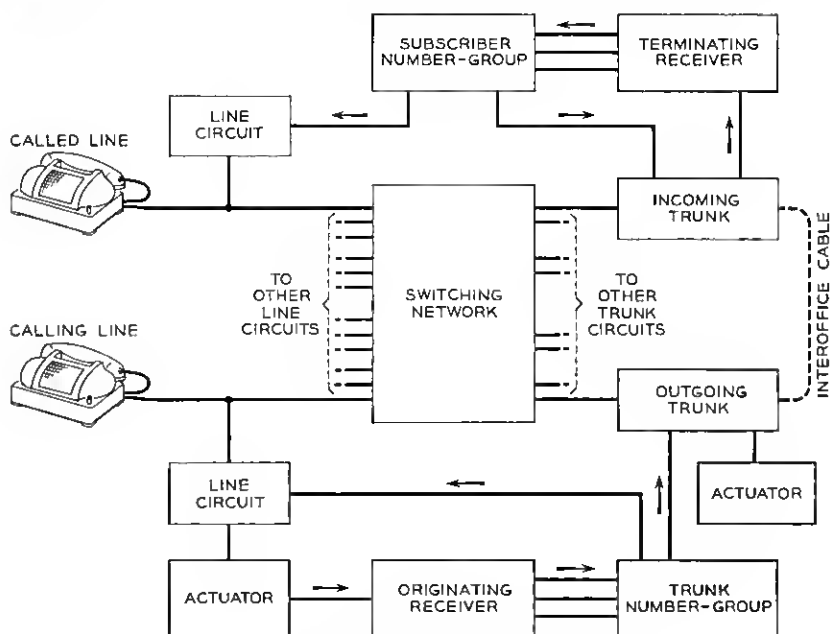 SUBSCRIBER
NUMBER-GROUP
TERMINATING
RECEIVER
LINE
CIRCUIT
CALLED LINE
INCOMING
TRUNK
TO
OTHER
LINE
CIRCUITS
SWITCHING
NETWORK
TO
OTHER
TRUNK
CIRCUITS
INTEROFFICE CABLE
CALLING LINE
OUTGOING
TRUNK
LINE
CIRCUIT
ACTUATOR
ACTUATOR
ORIGINATING
RECEIVER
TRUNK
NUMBER-GROUP